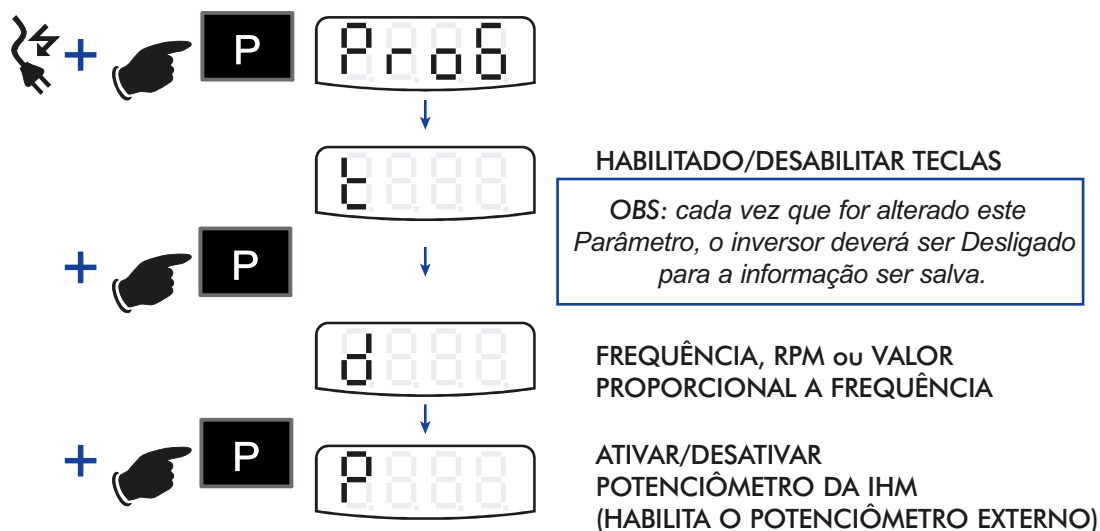 P Pro6
t HABILITADO/DESABILITAR TECLAS
OBS: cada vez que for alterado este
Parâmetro, o inversor deverá ser Desligado
para a informação ser salva.
P
d FREQUÊNCIA, RPM ou VALOR
PROPORCIONAL A FREQUÊNCIA
P P ATIVAR/DESATIVAR
POTENCIÔMETRO DA IHM
(HABILITA O POTENCIÔMETRO EXTERNO)